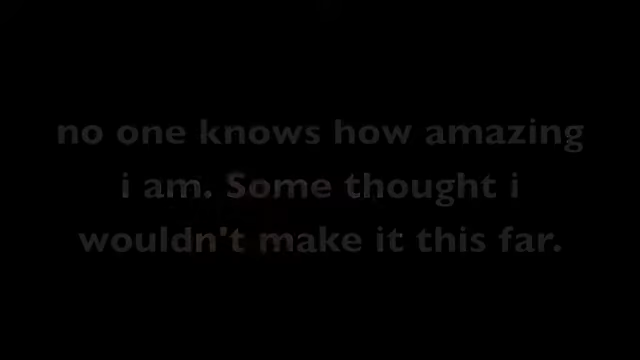 no one knows how amazing
i am. Some thought i
wouldn't make it this far.